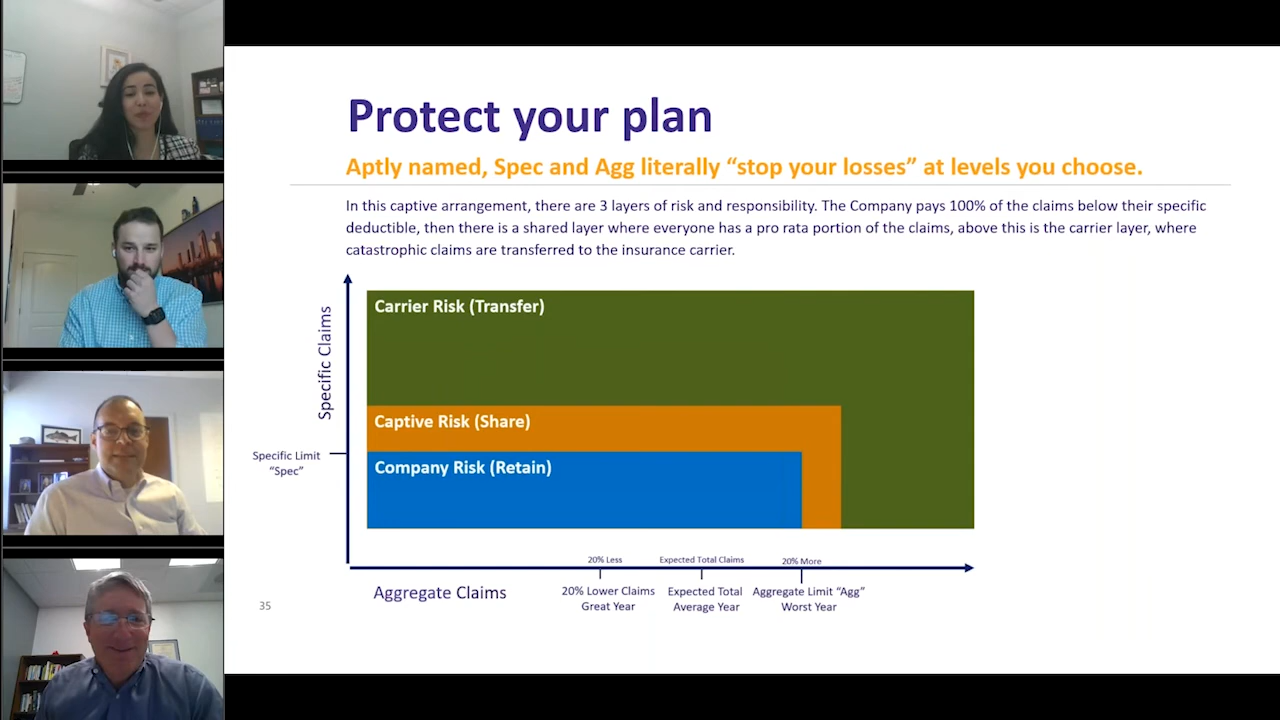 Protect your plan
Aptly named, Spec and Agg literally “stop your losses” at levels you choose.
In this captive arrangement, there are 3 layers of risk and responsibility. The Company pays 100% of the claims below their specific
deductible, then there is a shared layer where everyone has a pro rata portion of the claims, above this is the carrier layer, where
catastrophic claims are transferred to the insurance carrier.
Specific Claims
Carrier Risk (Transfer)
Captive Risk (Share)
Specific Limit
“Spec”
Company Risk (Retain)
20% Less
Expected Total Claims
20% More
Aggregate Claims
20% Lower Claims
Great Year
Expected Total
Average Year
Aggregate Limit “Agg”
Worst Year
35